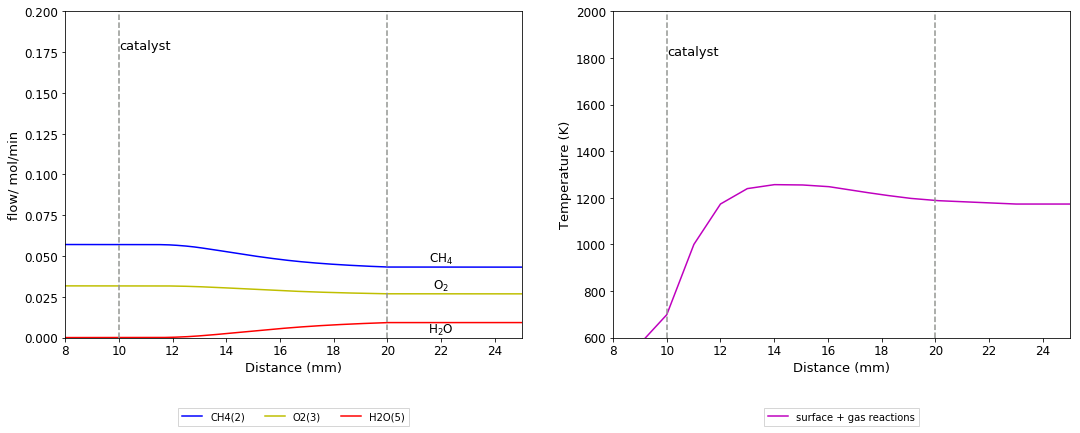 0.200
0.175
0.150
0.125
0.100
0.075
0.050
0.025
0.000
flow/ mol/min
catalyst
CH₄
O₂
H₂O
8 10 12 14 16 18 20 22 24
Distance (mm)
CH4(2) O2(3) H2O(5)
2000
1800
1600
1400
1200
1000
800
600
Temperature (K)
catalyst
8 10 12 14 16 18 20 22 24
Distance (mm)
surface + gas reactions